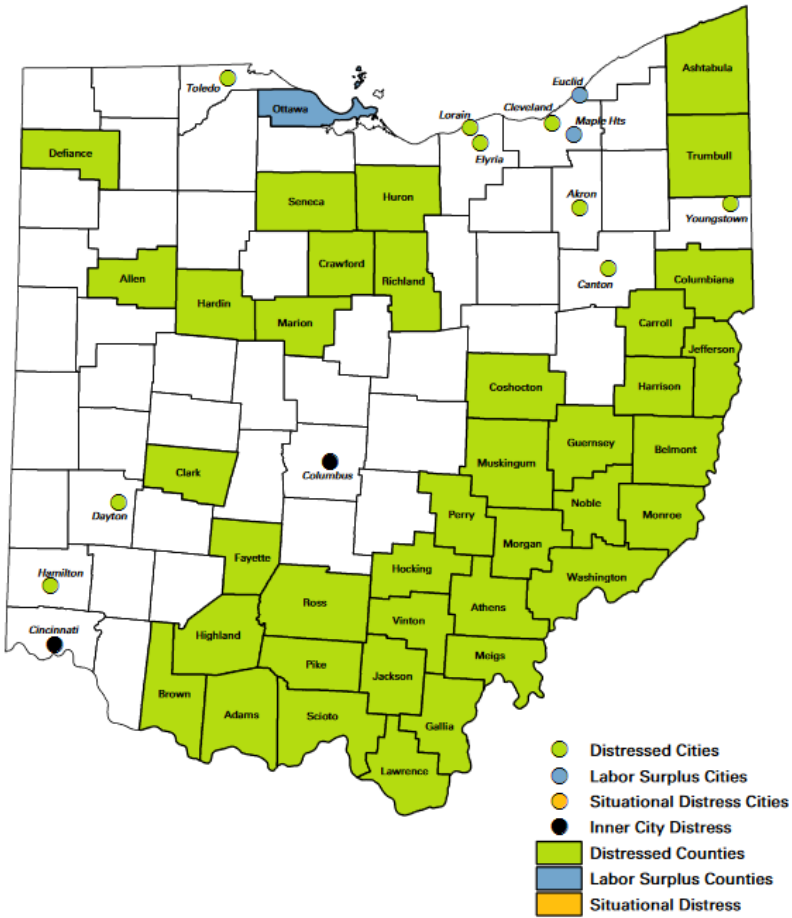 Ashtabula
Toledo
Euclid
Ottawa
Lorain
Cleveland
Maple Hts
Defiance
Elyria
Trumbull
Seneca
Huron
Akron
Youngstown
Crawford
Allen
Richland
Canton
Columbiana
Hardin
Marion
Carroll
Jefferson
Coshocton
Harrison
Guernsey
Belmont
Clark
Columbus
Muskingum
Dayton
Perry
Noble
Monroe
Morgan
Fayette
Hamilton
Hocking
Washington
Ross
Athens
Vinton
Cincinnati
Highland
Meigs
Pike
Jackson
Brown
Adams
Scioto
Gallia
Lawrence
Distressed Cities
Labor Surplus Cities
Situational Distress Cities
Inner City Distress
Distressed Counties
Labor Surplus Counties
Situational Distress